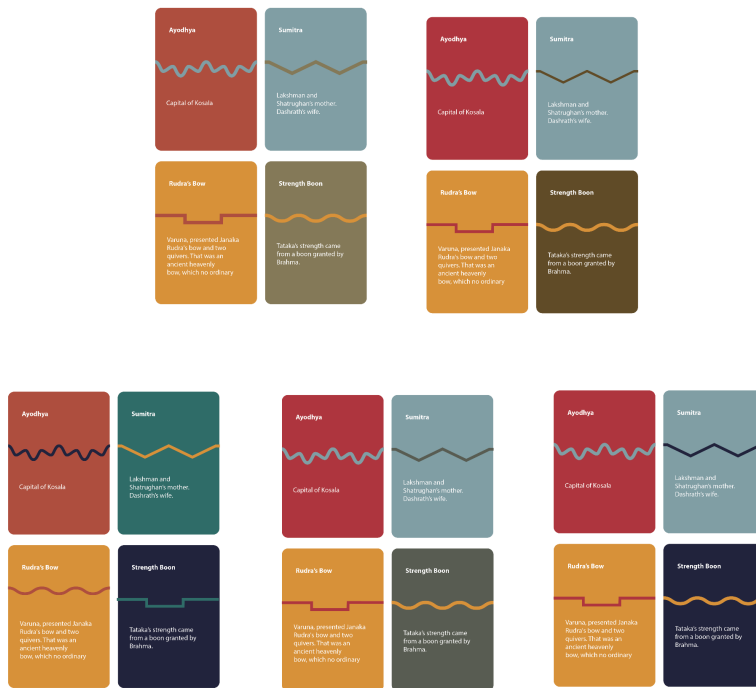 Ayodhya
Capital of Kosala
Sumitra
Lakshman and
Shatrughan's mother.
Dashrath's wife.
Rudra's Bow
Varuna, presented Janaka
Rudra's bow and two
quivers. That was an
ancient heavenly
bow, which no ordinary
Strength Boon
Tataka's strength came
from a boon granted by
Brahma.
Ayodhya
Capital of Kosala
Sumitra
Lakshman and
Shatrughan's mother.
Dashrath's wife.
Rudra's Bow
Varuna, presented Janaka
Rudra's bow and two
quivers. That was an
ancient heavenly
bow, which no ordinary
Strength Boon
Tataka's strength came
from a boon granted by
Brahma.
Ayodhya
Capital of Kosala
Sumitra
Lakshman and
Shatrughan's mother.
Dashrath's wife.
Rudra's Bow
Varuna, presented Janaka
Rudra's bow and two
quivers. That was an
ancient heavenly
bow, which no ordinary
Strength Boon
Tataka's strength came
from a boon granted by
Brahma.
Ayodhya
Capital of Kosala
Sumitra
Lakshman and
Shatrughan's mother.
Dashrath's wife.
Rudra's Bow
Varuna, presented Janaka
Rudra's bow and two
quivers. That was an
ancient heavenly
bow, which no ordinary
Strength Boon
Tataka's strength came
from a boon granted by
Brahma.
Ayodhya
Capital of Kosala
Sumitra
Lakshman and
Shatrughan's mother.
Dashrath's wife.
Rudra's Bow
Varuna, presented Janaka
Rudra's bow and two
quivers. That was an
ancient heavenly
bow, which no ordinary
Strength Boon
Tataka's strength came
from a boon granted by
Brahma.